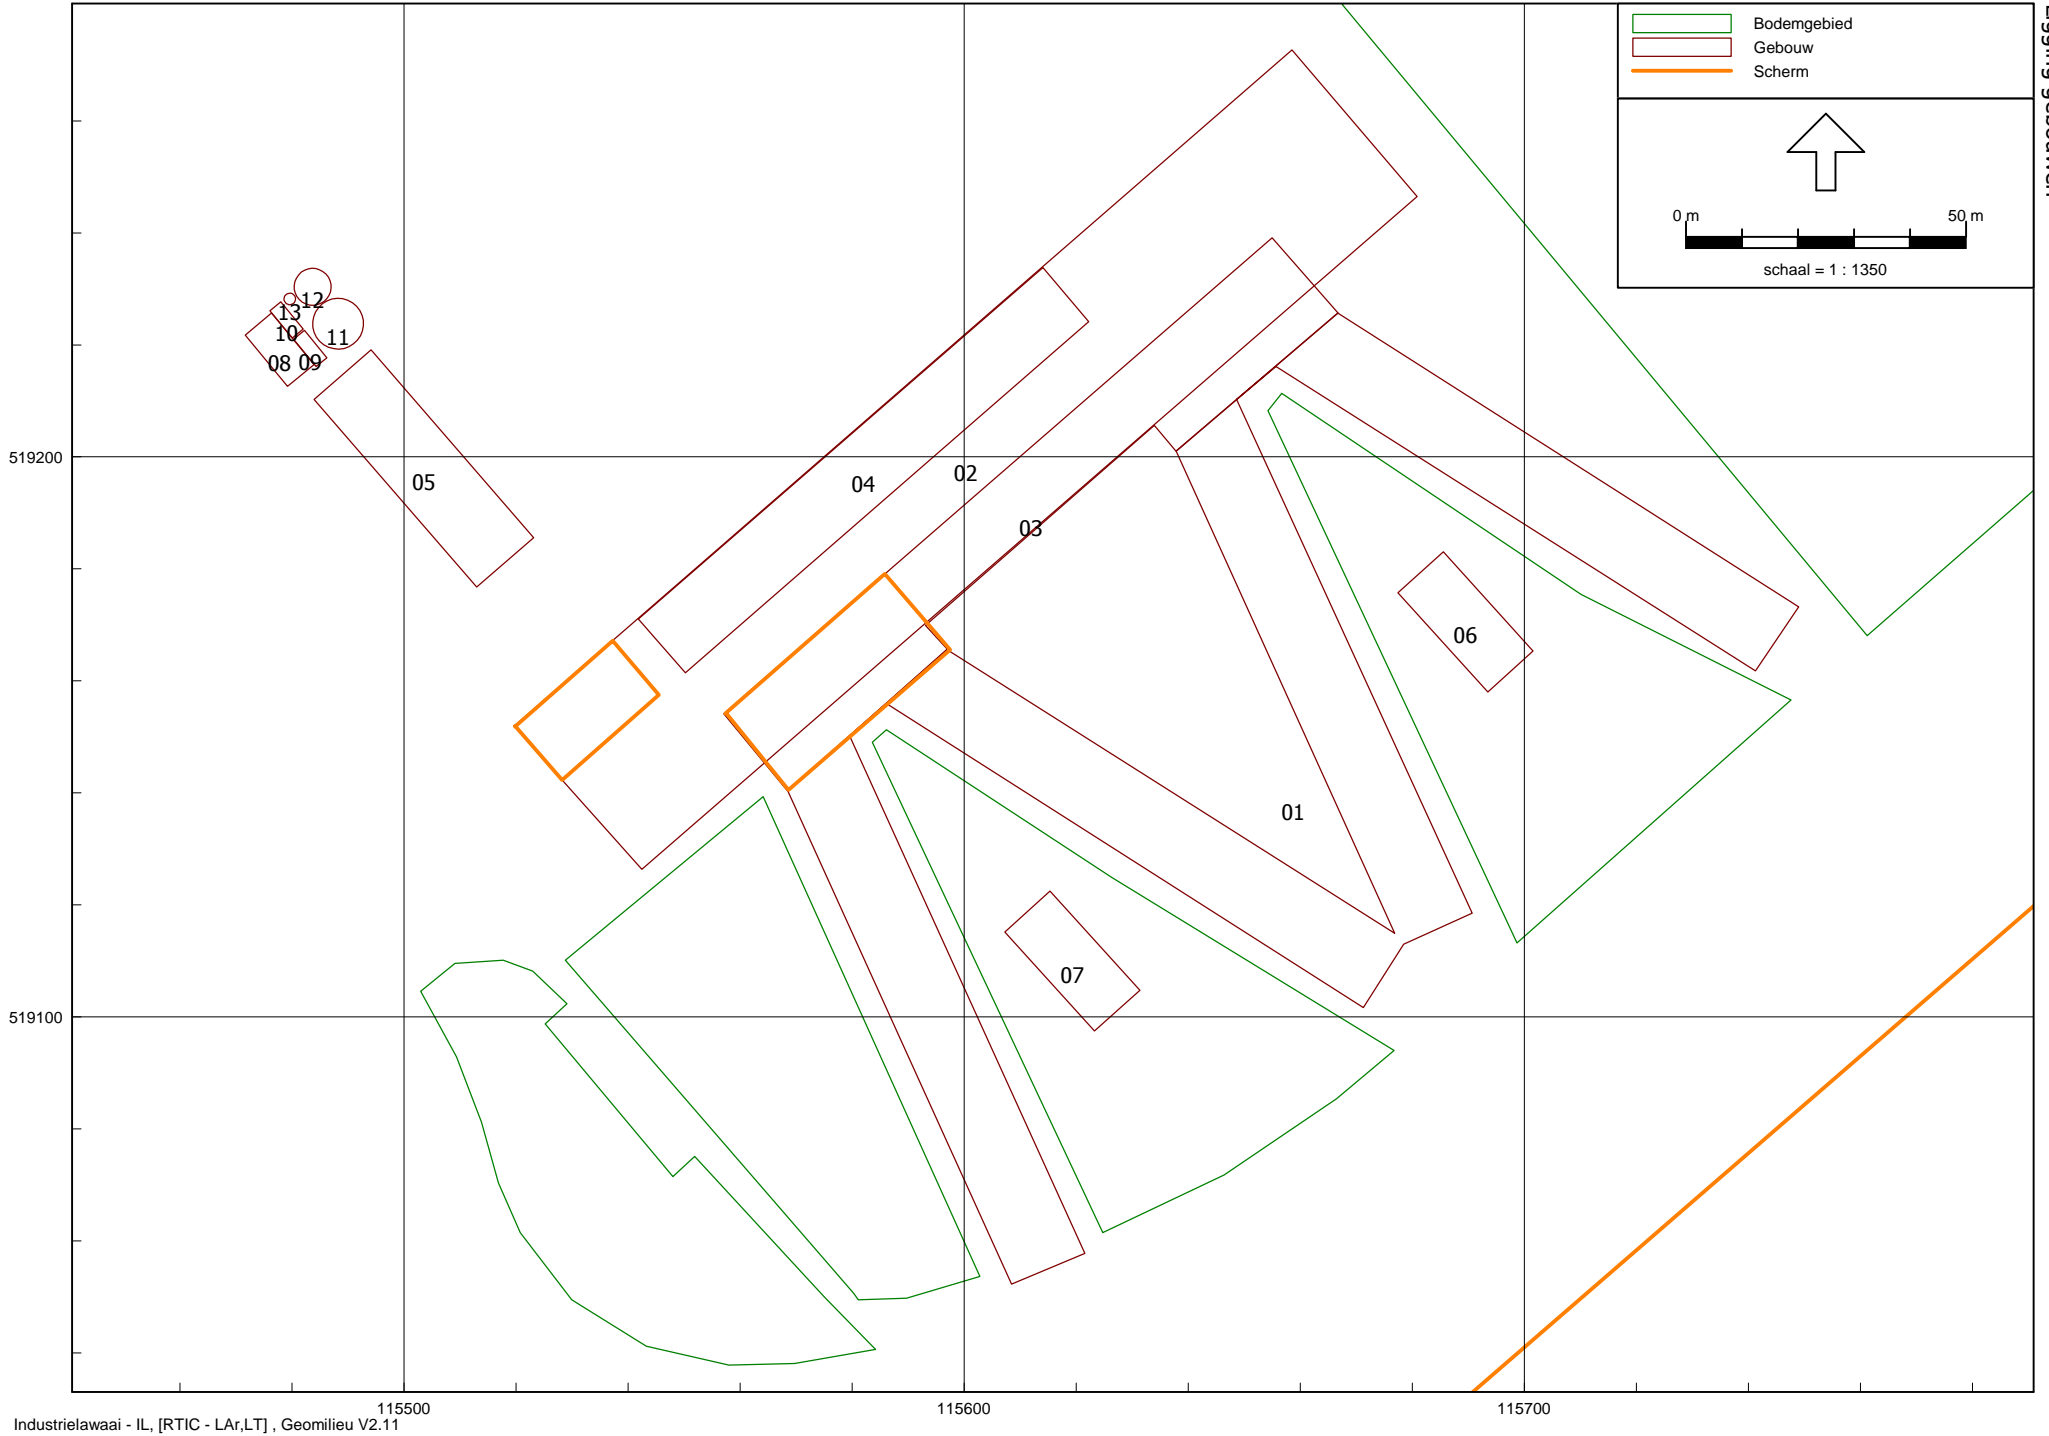 Bodemgebied
Gebouw
Scherm
0 m 50 m
schaal = 1 : 1350
12
13
10
11
08 09
519200
05
04
02
03
06
01
07
519100
115500 115600 115700
Industrielawaai - IL, [RTIC - LAr,LT] , Geomilieu V2.11